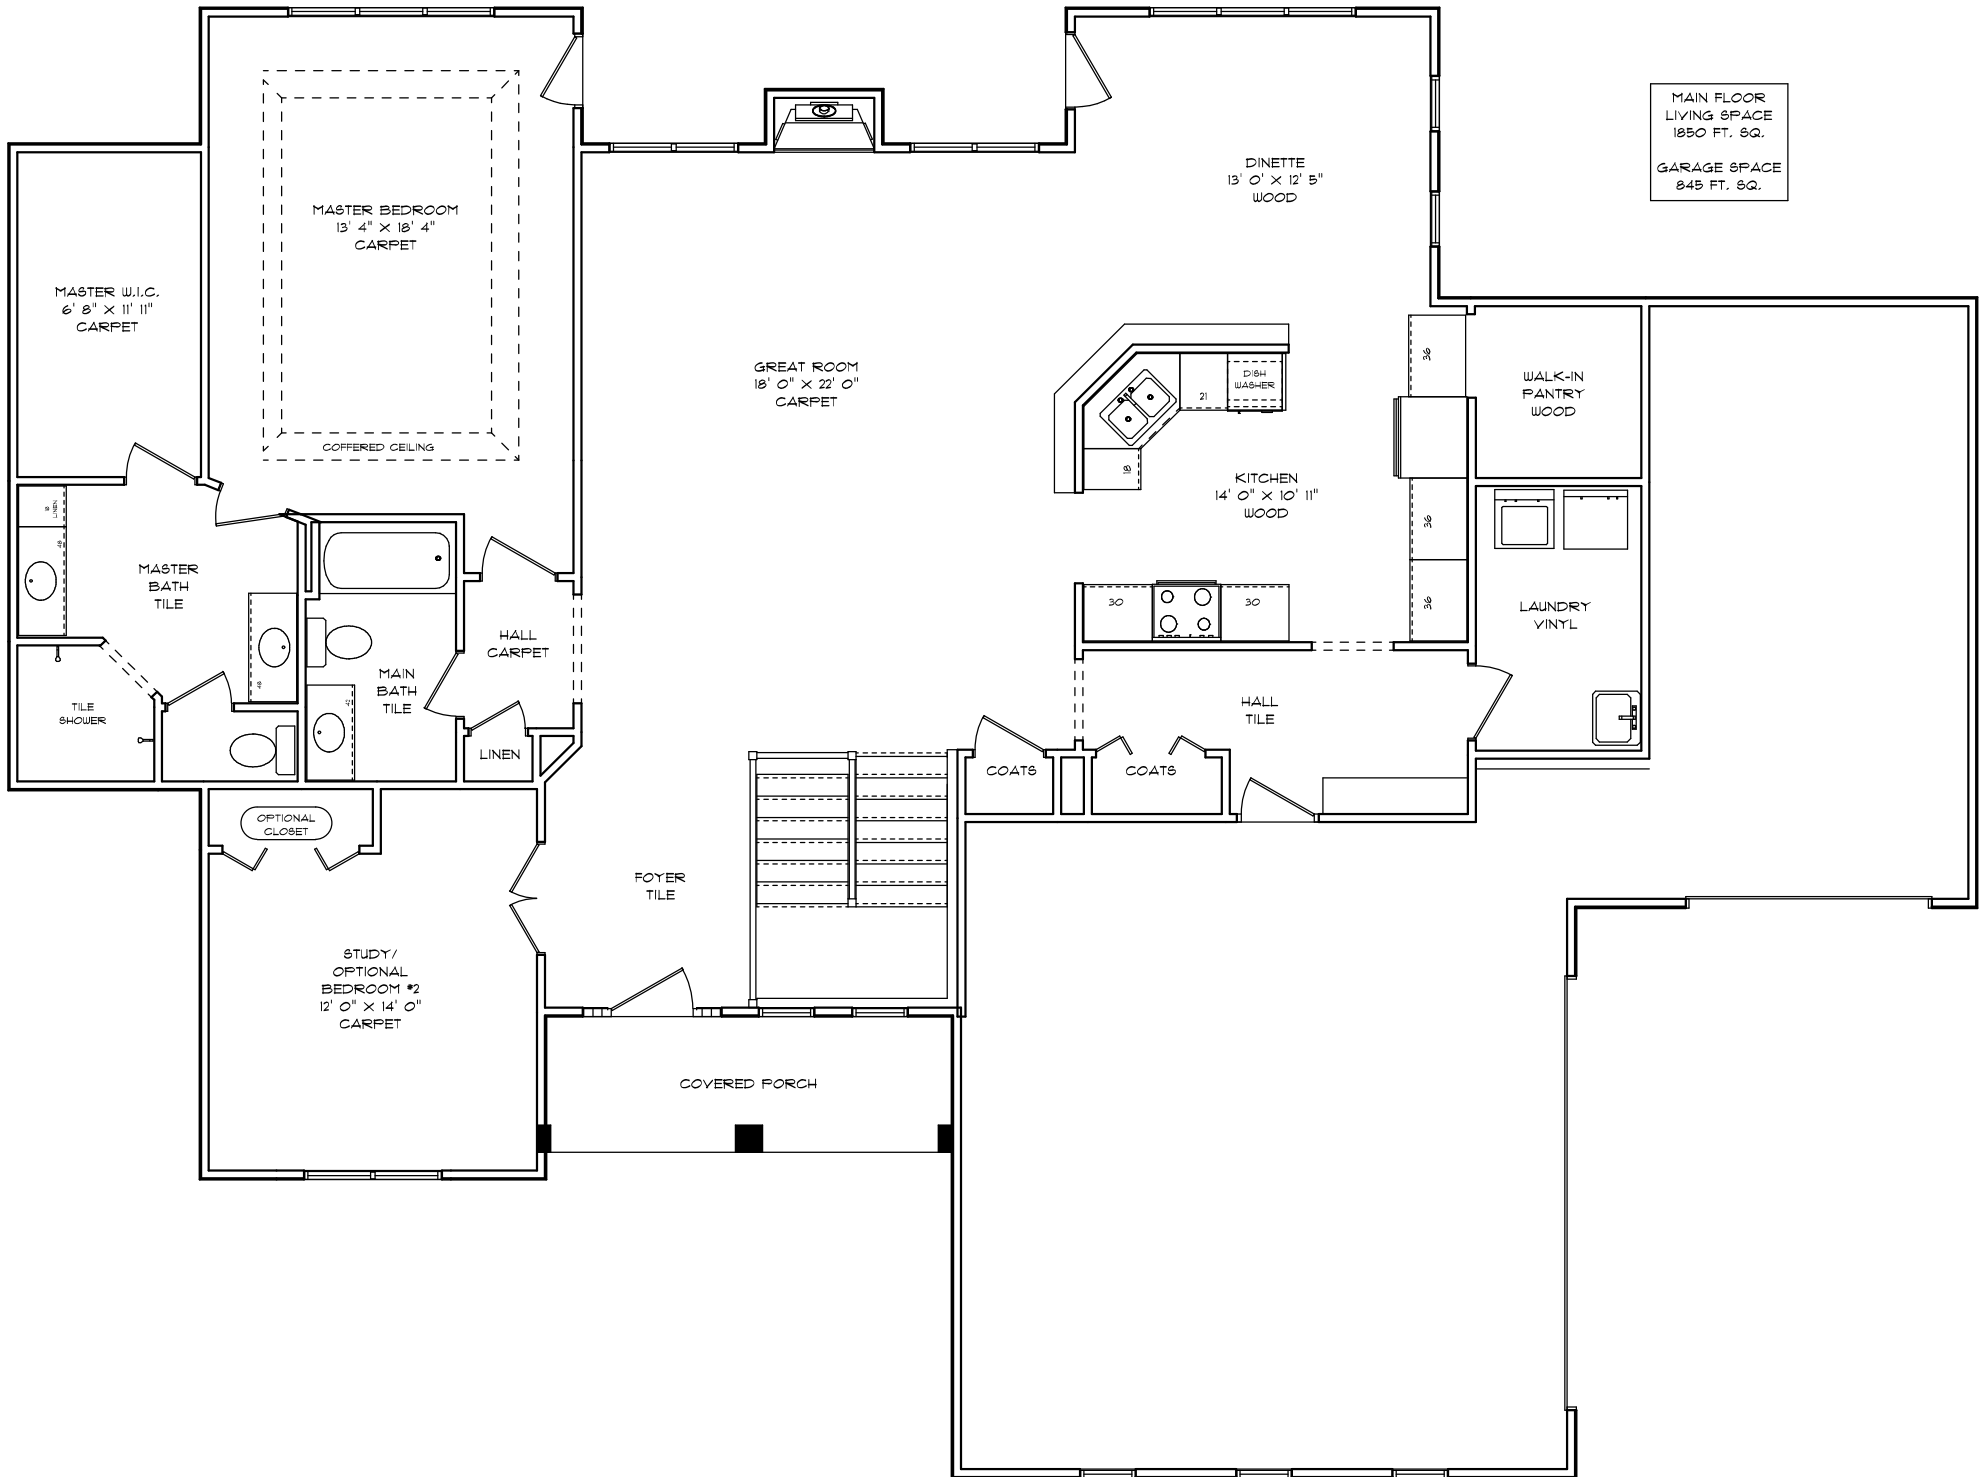 MAIN FLOOR
LIVING SPACE
1850 FT. SQ.
GARAGE SPACE
845 FT. SQ.
DINETTE
13' 0" X 12' 5"
WOOD
MASTER BEDROOM
13' 4" X 18' 4"
CARPET
COFFERED CEILING
MASTER W.I.C.
6' 8" X 11' 11"
CARPET
GREAT ROOM
18' 0" X 22' 0"
CARPET
DISH
WASHER
21
18
36
WALK-IN
PANTRY
WOOD
KITCHEN
14' 0" X 10' 11"
WOOD
36
36
30
30
18
LINEN
48
MASTER
BATH
TILE
48
TILE
SHOWER
MAIN
BATH
TILE
42
HALL
CARPET
LINEN
LAUNDRY
VINYL
HALL
TILE
COATS
COATS
OPTIONAL
CLOSET
FOYER
TILE
STUDY/
OPTIONAL
BEDROOM #2
12' 0" X 14' 0"
CARPET
COVERED PORCH